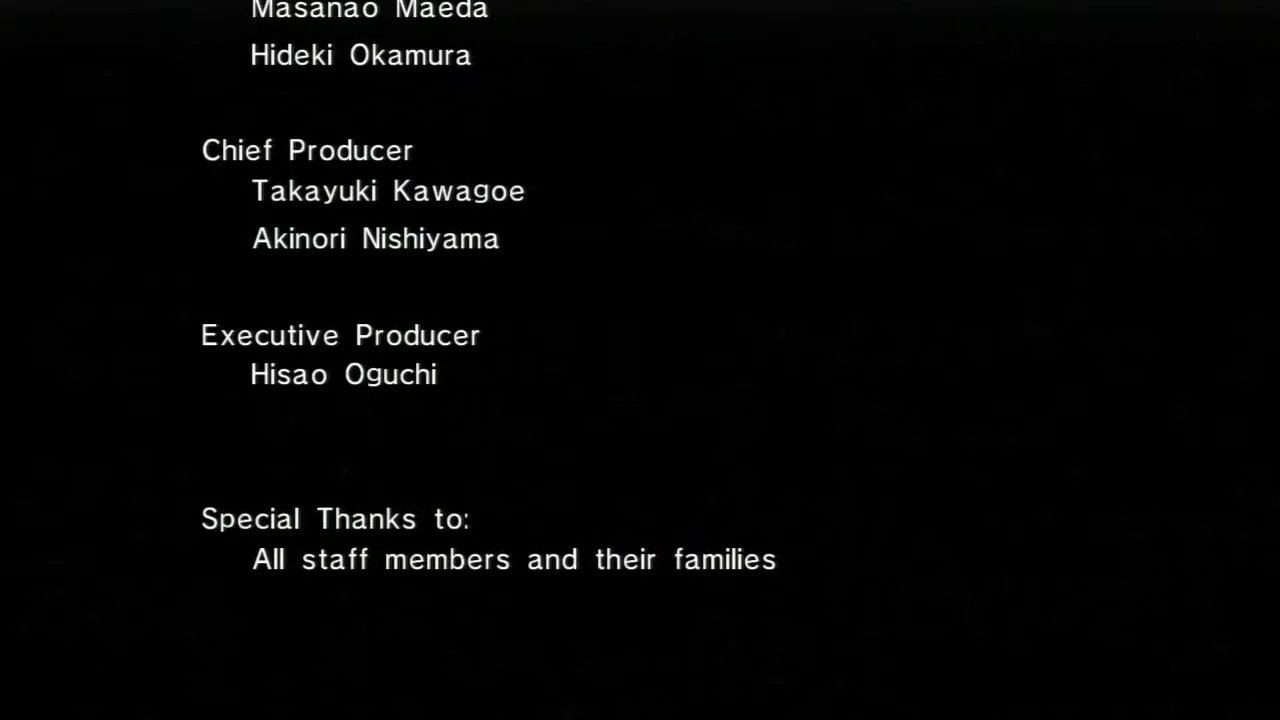 Masanao Maeda
Hideki Okamura
Chief Producer
Takayuki Kawagoe
Akinori Nishiyama
Executive Producer
Hisao Oguchi
Special Thanks to:
All staff members and their families